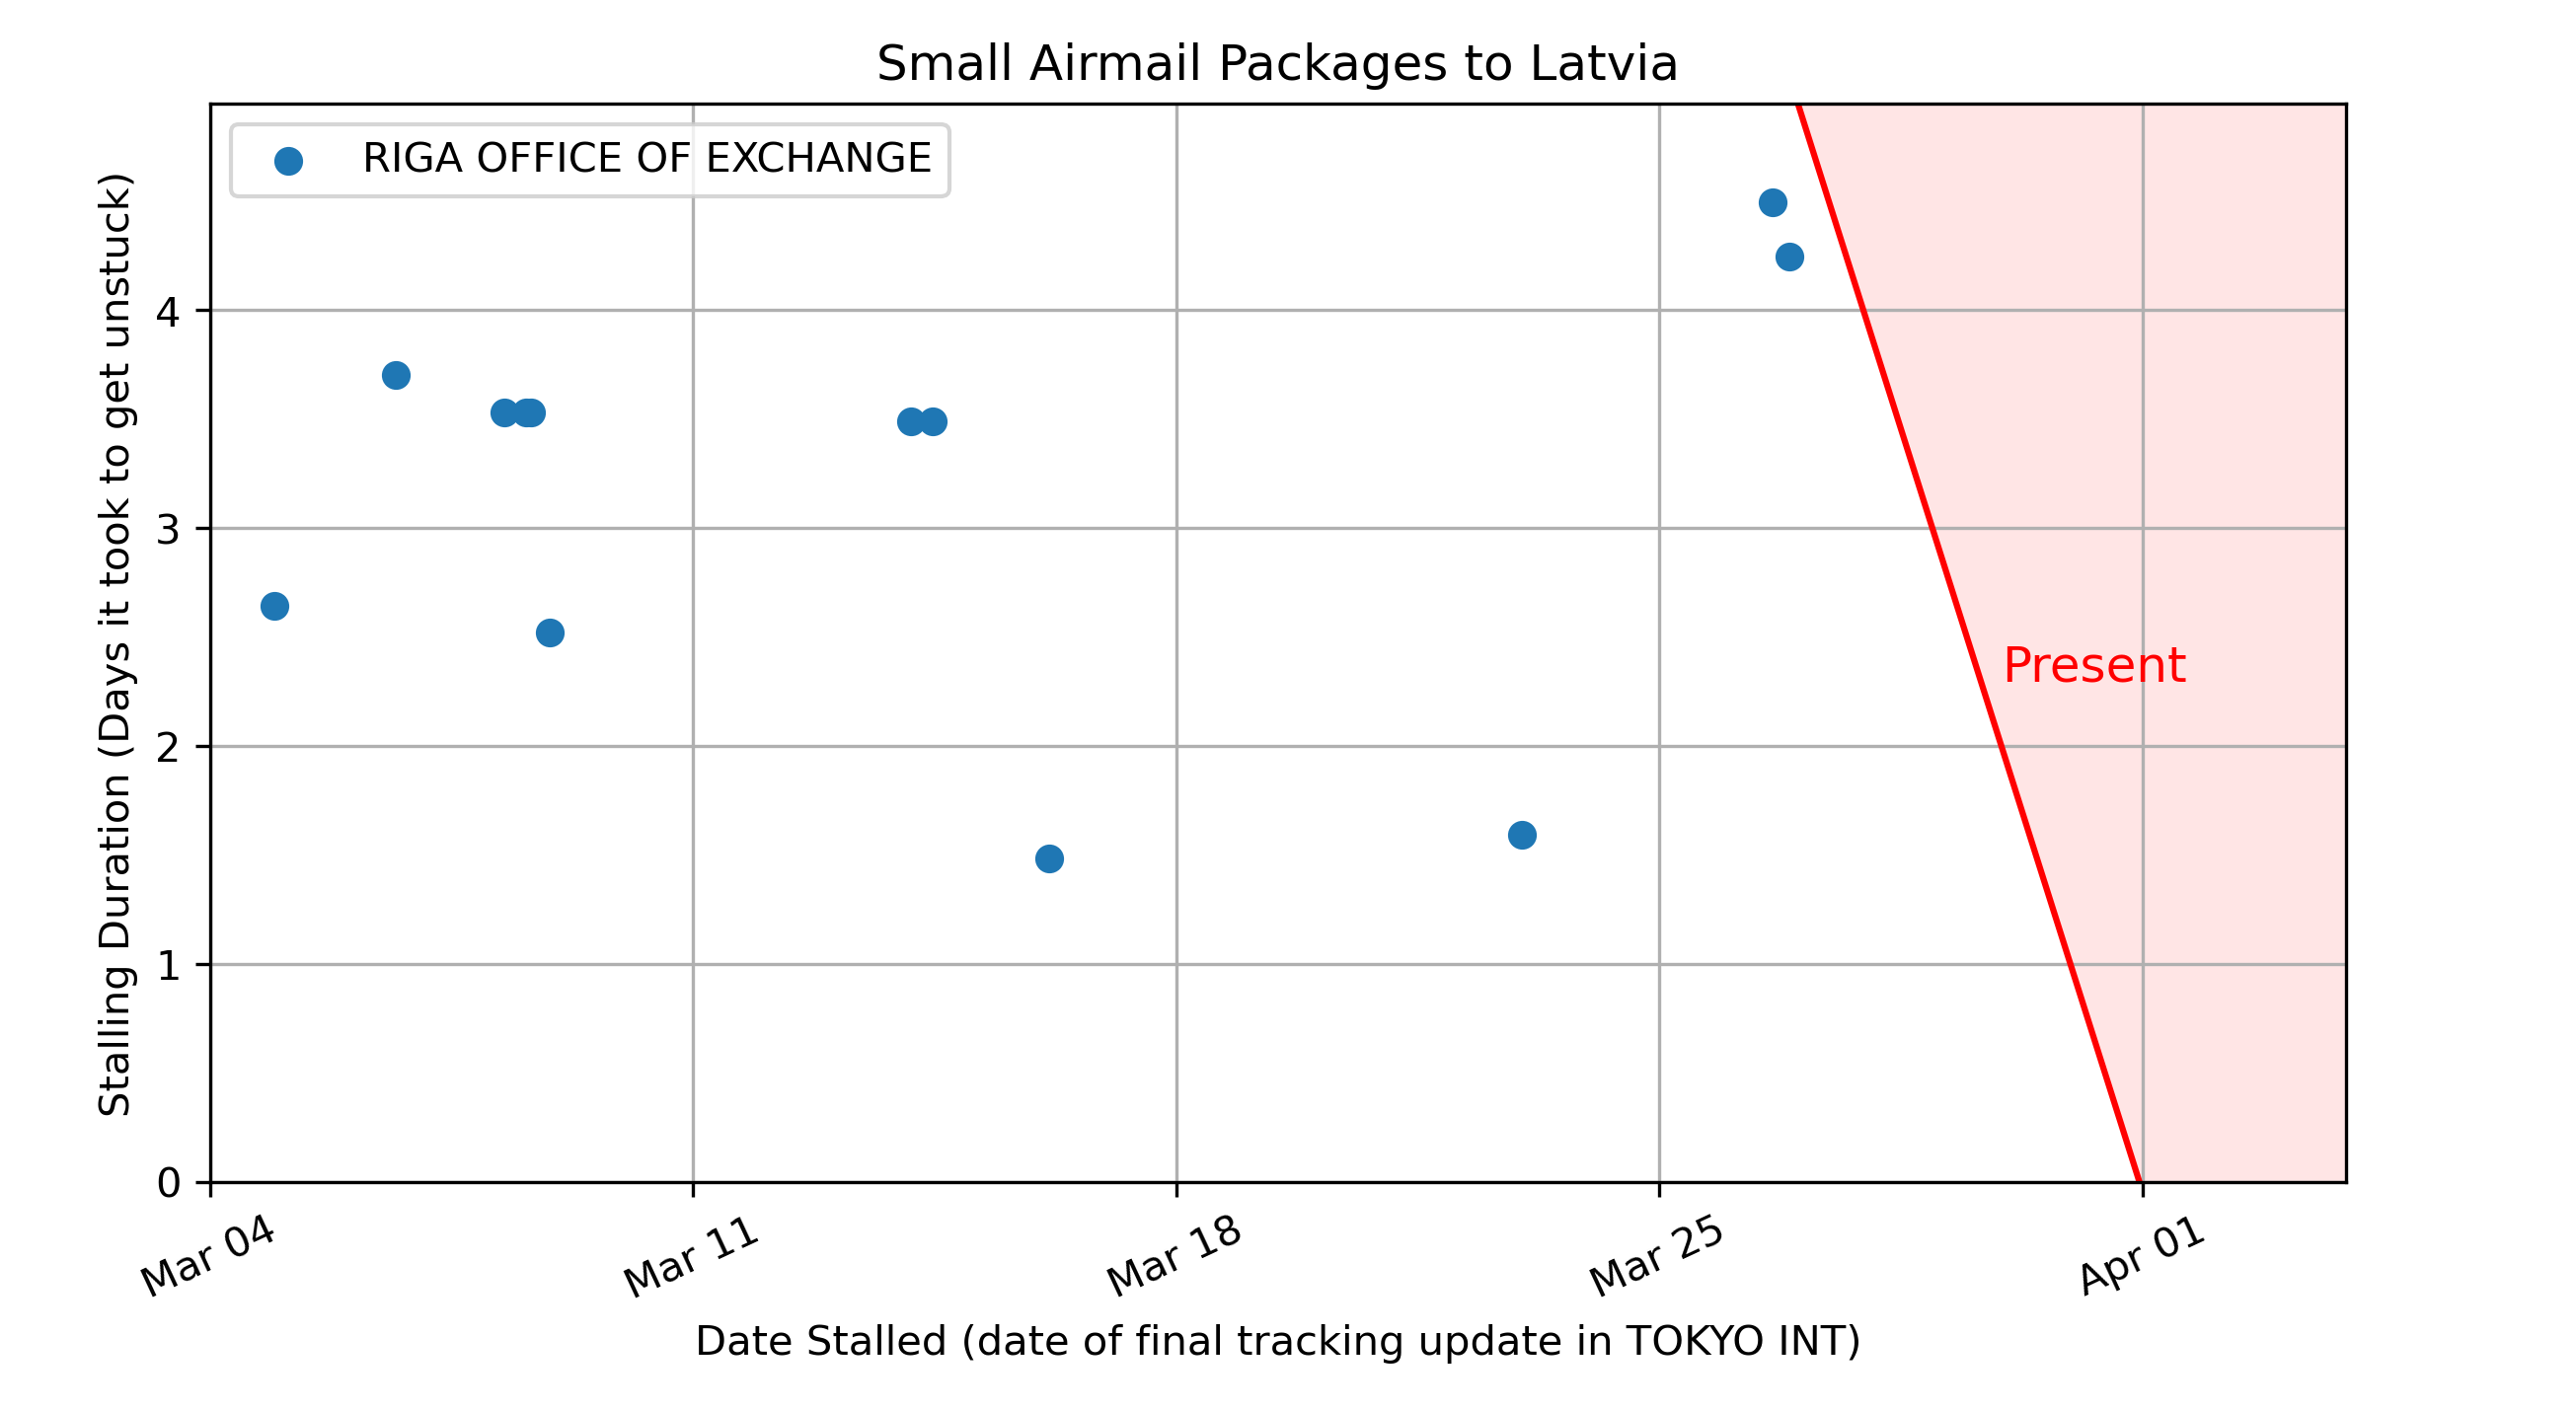 Small Airmail Packages to Latvia
RIGA OFFICE OF EXCHANGE
Stalling Duration (Days it took to get unstuck)
4
3
2
1
0
Present
Mar 04
Mar 11
Mar 18
Mar 25
Apr 01
Date Stalled (date of final tracking update in TOKYO INT)